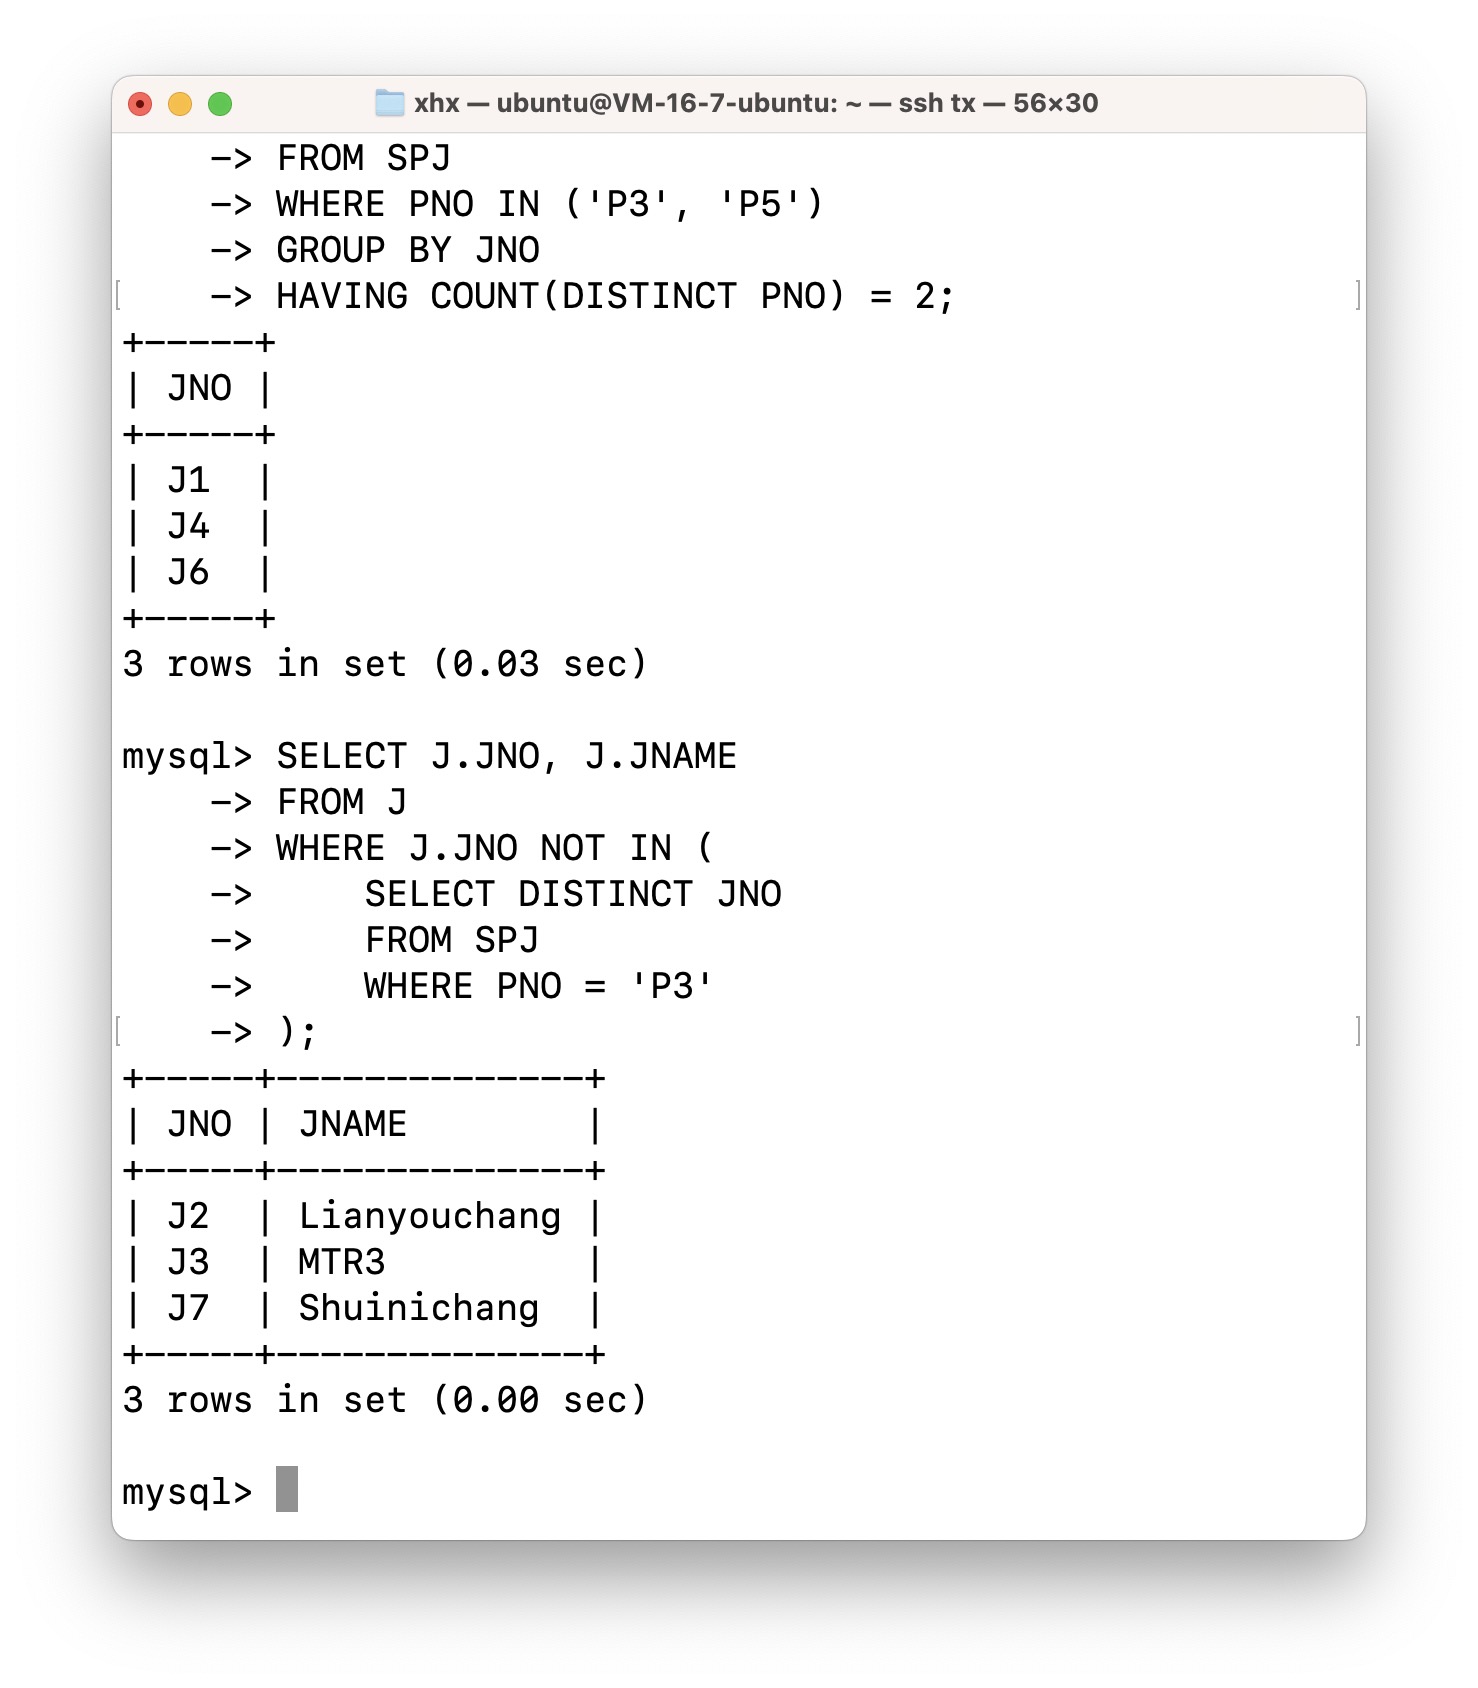 xhx — ubuntu@VM-16-7-ubuntu: ~ — ssh tx — 56×30
    -> FROM SPJ
    -> WHERE PNO IN ('P3', 'P5')
    -> GROUP BY JNO
[    -> HAVING COUNT(DISTINCT PNO) = 2; ]
+-----+
| JNO |
+-----+
| J1  |
| J4  |
| J6  |
+-----+
3 rows in set (0.03 sec)

mysql> SELECT J.JNO, J.JNAME
    -> FROM J
    -> WHERE J.JNO NOT IN (
    ->     SELECT DISTINCT JNO
    ->     FROM SPJ
    ->     WHERE PNO = 'P3'
[    -> ); ]
+-----+--------------+
| JNO | JNAME        |
+-----+--------------+
| J2  | Lianyouchang |
| J3  | MTR3         |
| J7  | Shuinichang  |
+-----+--------------+
3 rows in set (0.00 sec)

mysql>